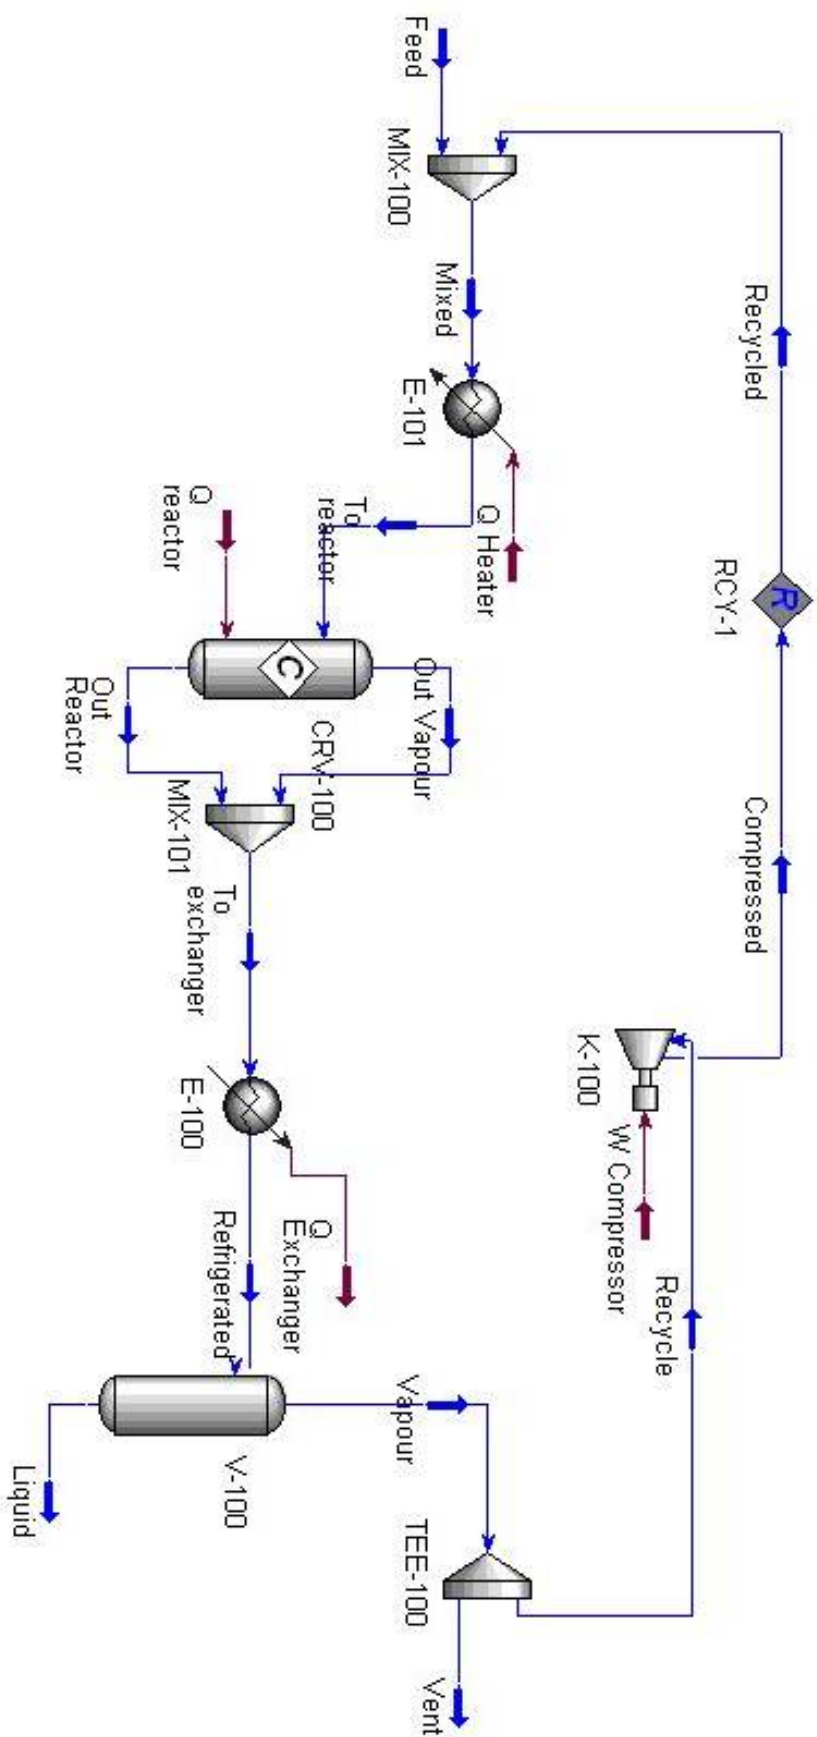 Feed
MIX-100
Mixed
E-101
Q Heater
To
reactor
Q
reactor
C
CRV-100
Out Vapour
Out
Reactor
MIX-101
To
exchanger
E-100
Q
Exchanger
Refrigerated
V-100
Liquid
Vapour
TEE-100
Vent
Recycle
W Compressor
K-100
Compressed
R
RCY-1
Recycled